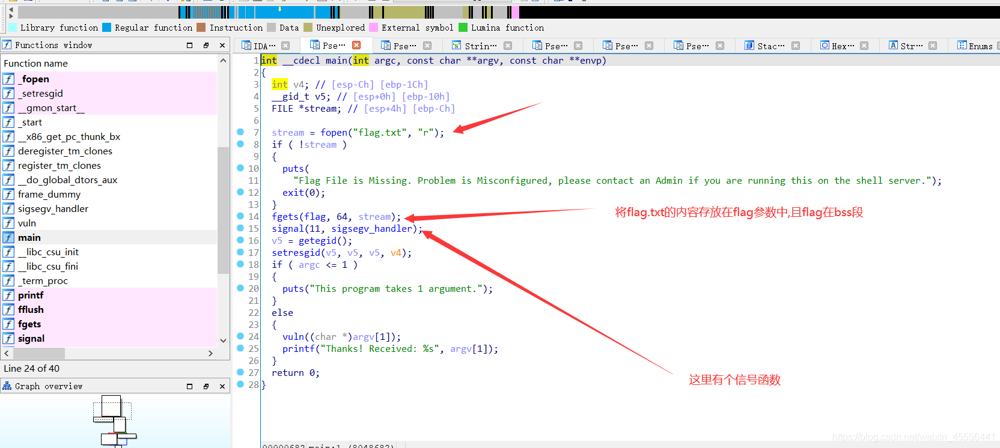 Library function Regular function Instruction Data Unexplored External symbol Lumina function
Functions window
IDA··· Pse··· Pse··· Strin··· Pse··· Pse··· Pse··· Stac··· Hex··· Str··· Enums
Function name
_fopen
_setresgid
__gmon_start__
_start
__x86_get_pc_thunk_bx
deregister_tm_clones
register_tm_clones
__do_global_dtors_aux
frame_dummy
sigsegv_handler
vuln
main
__libc_csu_init
__libc_csu_fini
_term_proc
printf
fflush
fgets
signal
Line 24 of 40
Graph overview
1 int __cdecl main(int argc, const char **argv, const char **envp)
2 {
3 int v4; // [esp-Ch] [ebp-1Ch]
4 __gid_t v5; // [esp+0h] [ebp-10h]
5 FILE *stream; // [esp+4h] [ebp-Ch]
6
7 stream = fopen("flag.txt", "r");
8 if ( !stream )
9 {
10 puts(
11 "Flag File is Missing. Problem is Misconfigured, please contact an Admin if you are running this on the shell server.");
12 exit(0);
13 }
14 fgets(flag, 64, stream);
15 signal(11, sigsegv_handler);
16 v5 = getegid();
17 setresgid(v5, v5, v5, v4);
18 if ( argc <= 1 )
19 {
20 puts("This program takes 1 argument.");
21 }
22 else
23 {
24 vuln((char *)argv[1]);
25 printf("Thanks! Received: %s", argv[1]);
26 }
27 return 0;
28 }
将flag.txt的内容存放在flag参数中,且flag在bss段
这里有个信号函数
00000682 main:1 (8048682)
https://blog.csdn.net/weixin_45556441